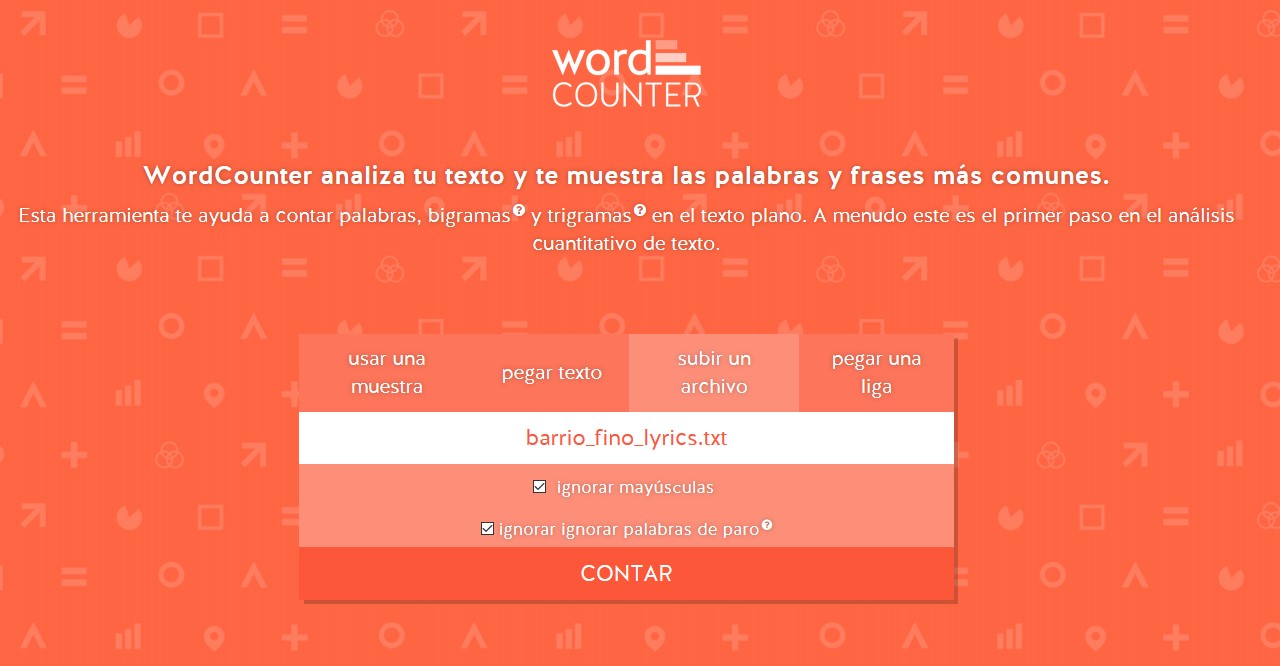 word
COUNTER
WordCounter analiza tu texto y te muestra las palabras y frases más comunes.
Esta herramienta te ayuda a contar palabras, bigramas? y trigramas? en el texto plano. A menudo este es el primer paso en el análisis
cuantitativo de texto.
usar una
muestra
pegar texto
subir un
archivo
pegar una
liga
barrio_fino_lyrics.txt
ignorar mayúsculas
ignorar ignorar palabras de paro?
CONTAR